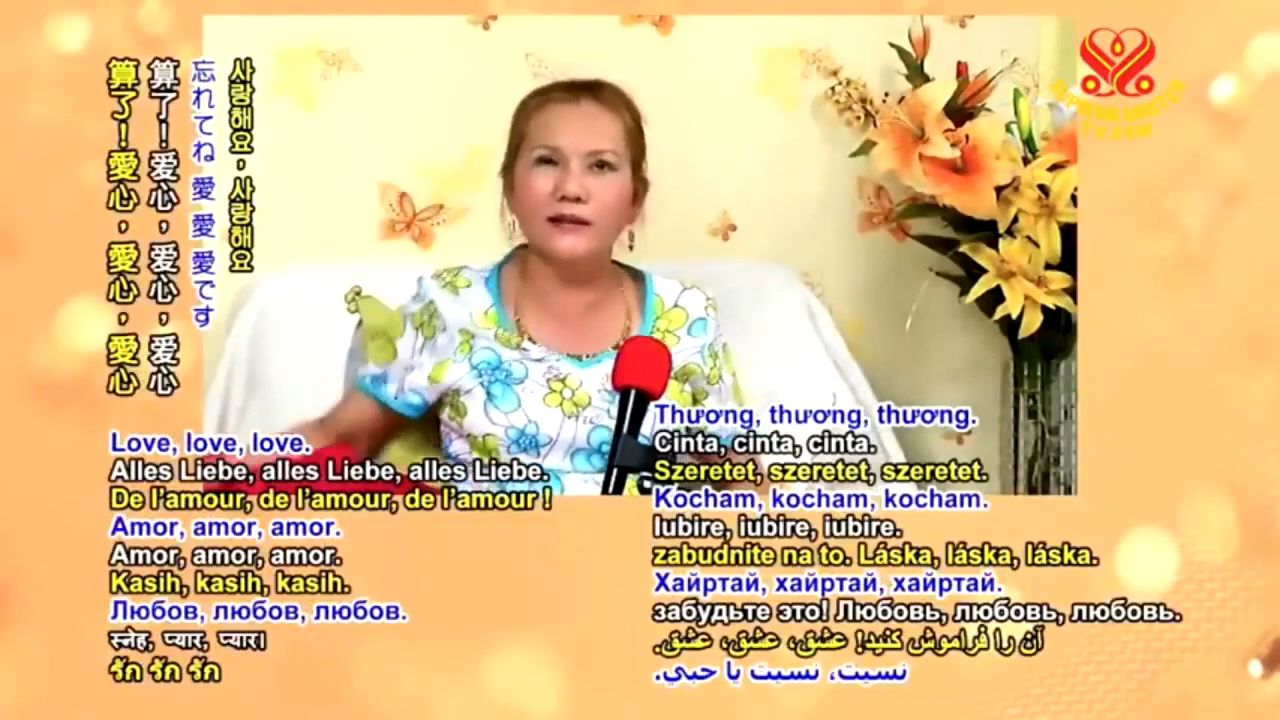 算了！愛心，愛心，愛心
算了！爱心，爱心，爱心
忘れてね 愛 愛 愛です
사랑해요, 사랑해요
SUPREME MASTER
TV.COM
Love, love, love.
Alles Liebe, alles Liebe, alles Liebe.
De l'amour, de l'amour, de l'amour !
Amor, amor, amor.
Amor, amor, amor.
Kasih, kasih, kasih.
Любов, любов, любов.
स्नेह, प्यार, प्यार।
รัก รัก รัก
Thương, thương, thương.
Cinta, cinta, cinta.
Szeretet, szeretet, szeretet.
Kocham, kocham, kocham.
Iubire, iubire, iubire.
zabudnite na to. Láska, láska, láska.
Хайртай, хайртай, хайртай.
забудьте это! Любовь, любовь, любовь.
آن را فراموش کنید! عشق، عشق، عشق.
نسيت، نسيت يا حبي.